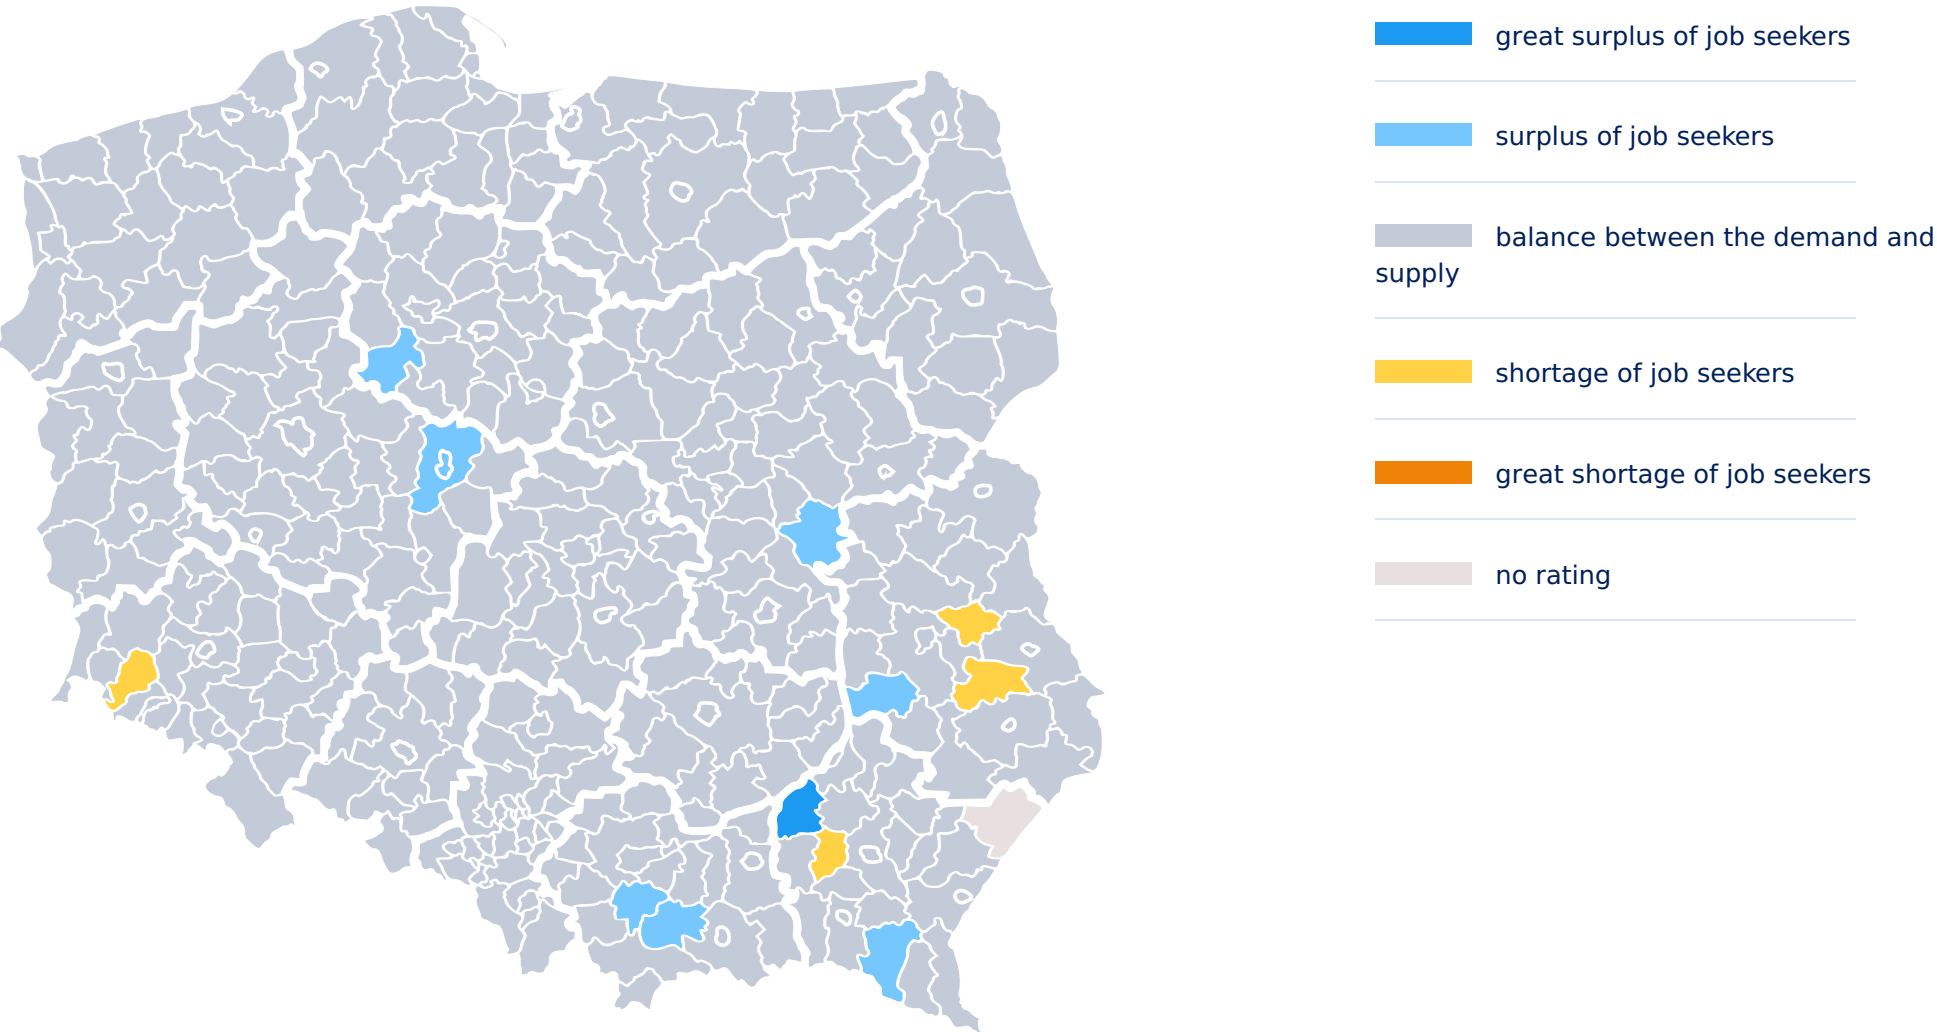 great surplus of job seekers
surplus of job seekers
balance between the demand and
supply
shortage of job seekers
great shortage of job seekers
no rating